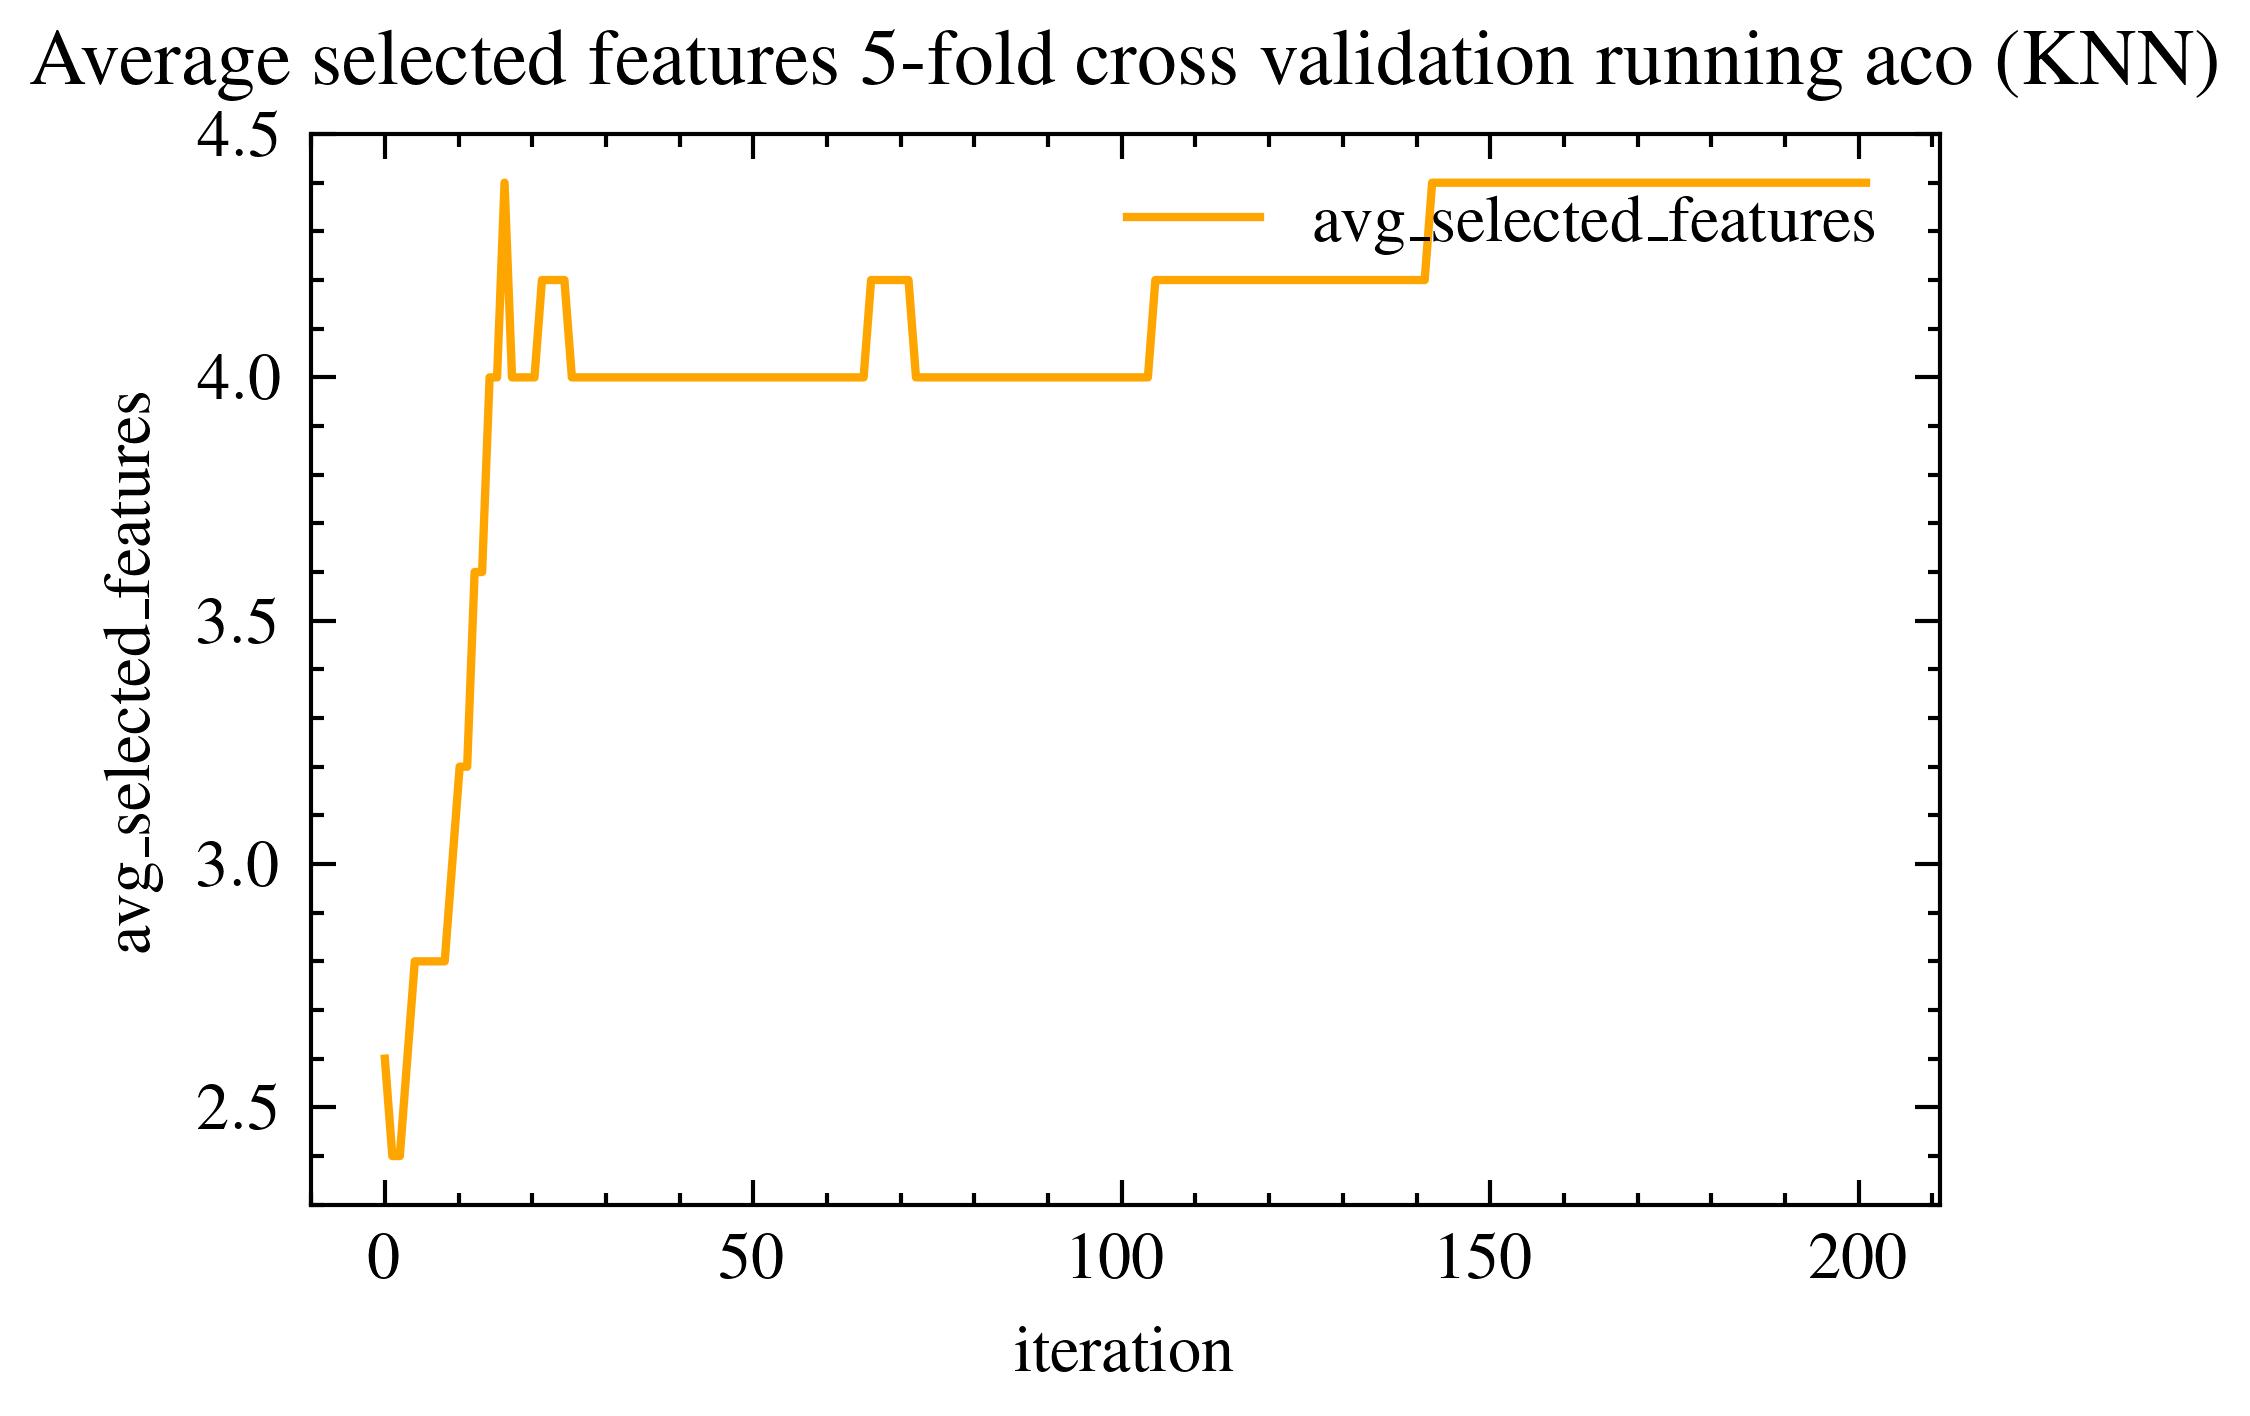 Average selected features 5-fold cross validation running aco (KNN)
4.5
4.0
3.5
3.0
2.5
avg_selected_features
avg_selected_features
0 50 100 150 200
iteration